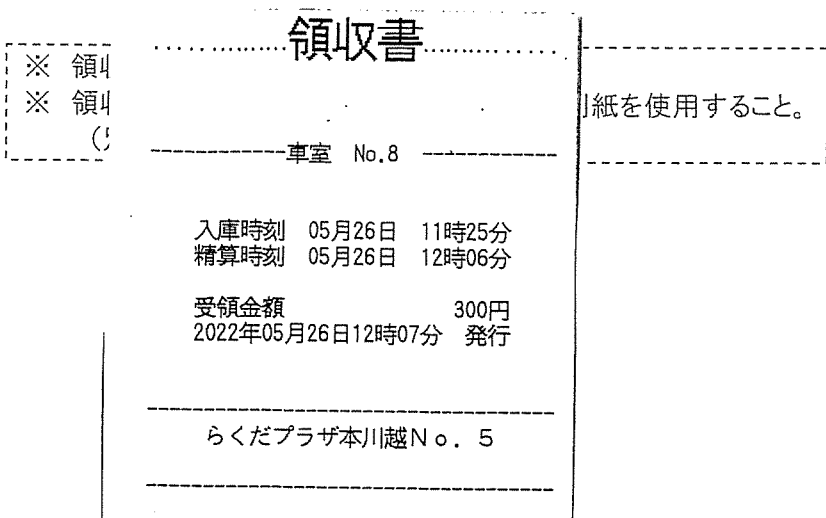 領収書
※ 領収
※ 領収
紙を使用すること。
車室 No.8
入庫時刻 05月26日 11時25分
精算時刻 05月26日 12時06分
受領金額 300円
2022年05月26日12時07分 発行
らくだプラザ本川越No. 5